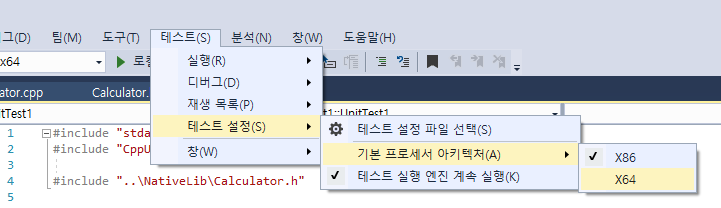 그(D) 팀(M) 도구(T) 테스트(S) 분석(N) 창(W) 도움말(H)
x64 로컬
실행(R)
디버그(D)
재생 목록(P)
테스트 설정(S)
창(W)
테스트 설정 파일 선택(S)
기본 프로세서 아키텍처(A)
테스트 실행 엔진 계속 실행(K)
X86
X64
ator.cpp Calculator.
nitTest1 1::UnitTest1
1 #include "stda
2 #include "CppU
3
4 #include "..\NativeLib\Calculator.h"